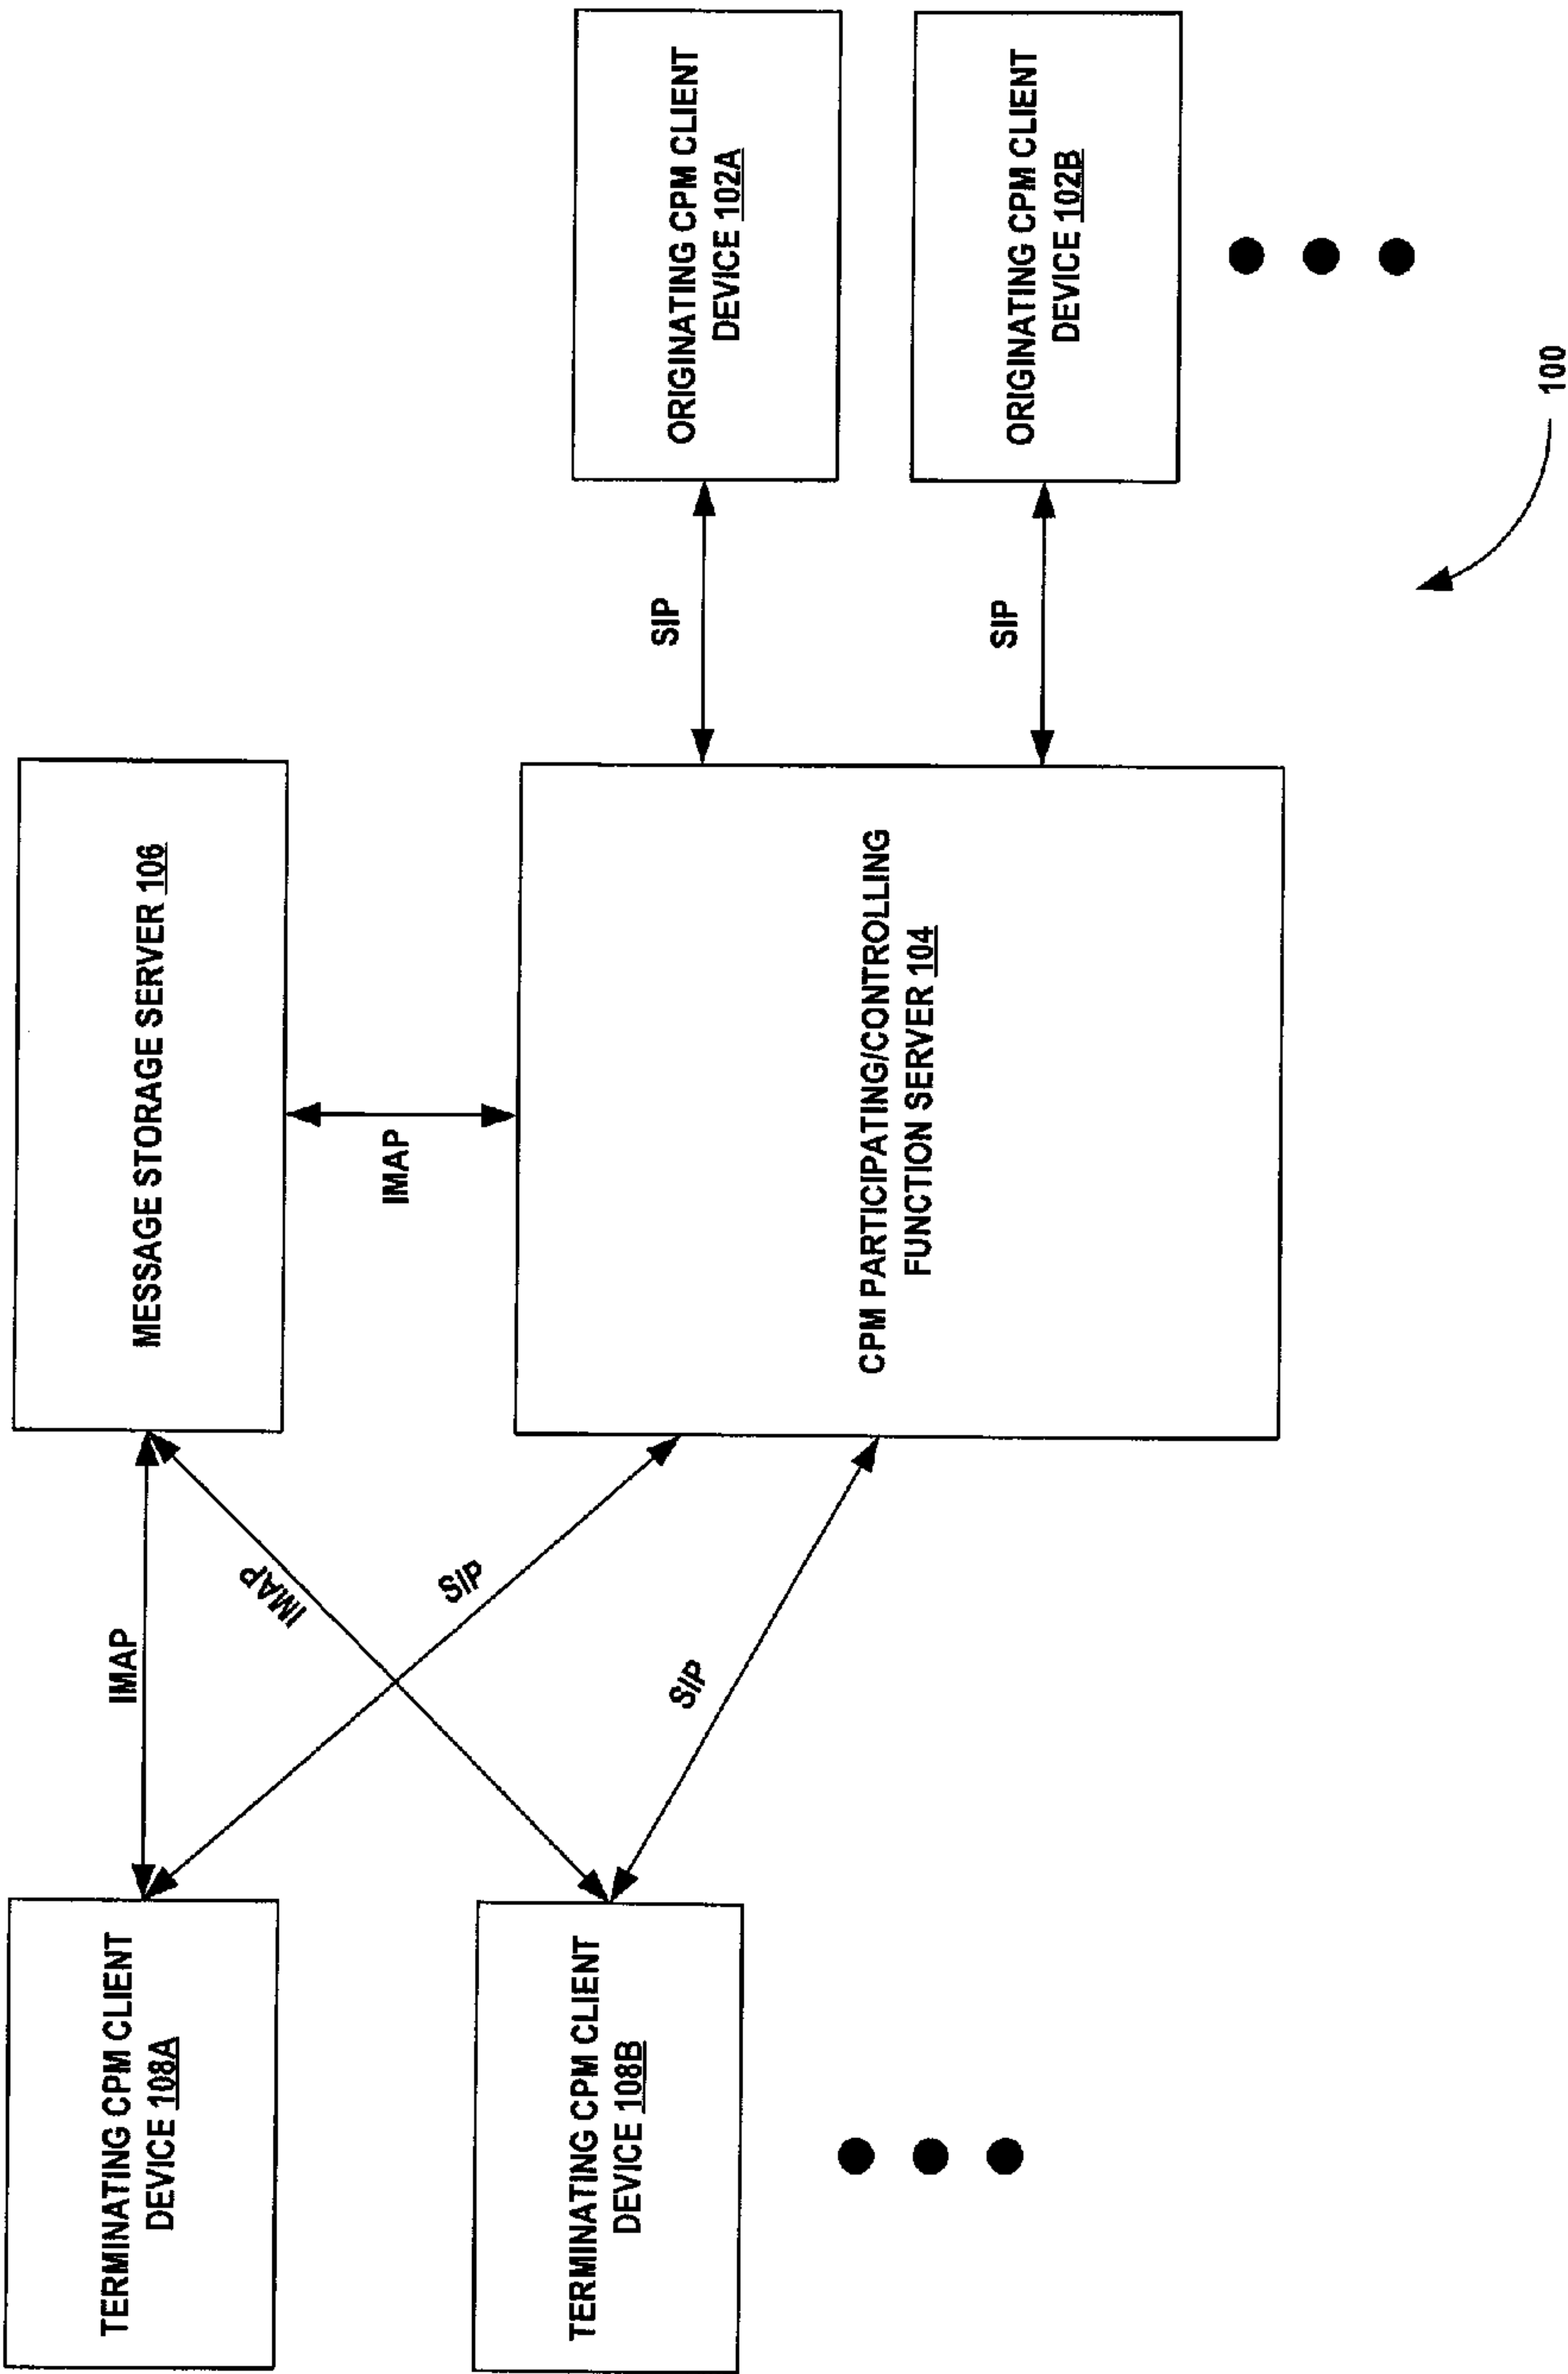 TERMINATING CPM CLIENT
DEVICE 108A
IMAP
MESSAGE STORAGE SERVER 106
IMAP
IMAP
SIP
TERMINATING CPM CLIENT
DEVICE 108B
SIP
CPM PARTICIPATING/CONTROLLING
FUNCTION SERVER 104
SIP
ORIGINATING CPM CLIENT
DEVICE 102A
SIP
ORIGINATING CPM CLIENT
DEVICE 102B
100